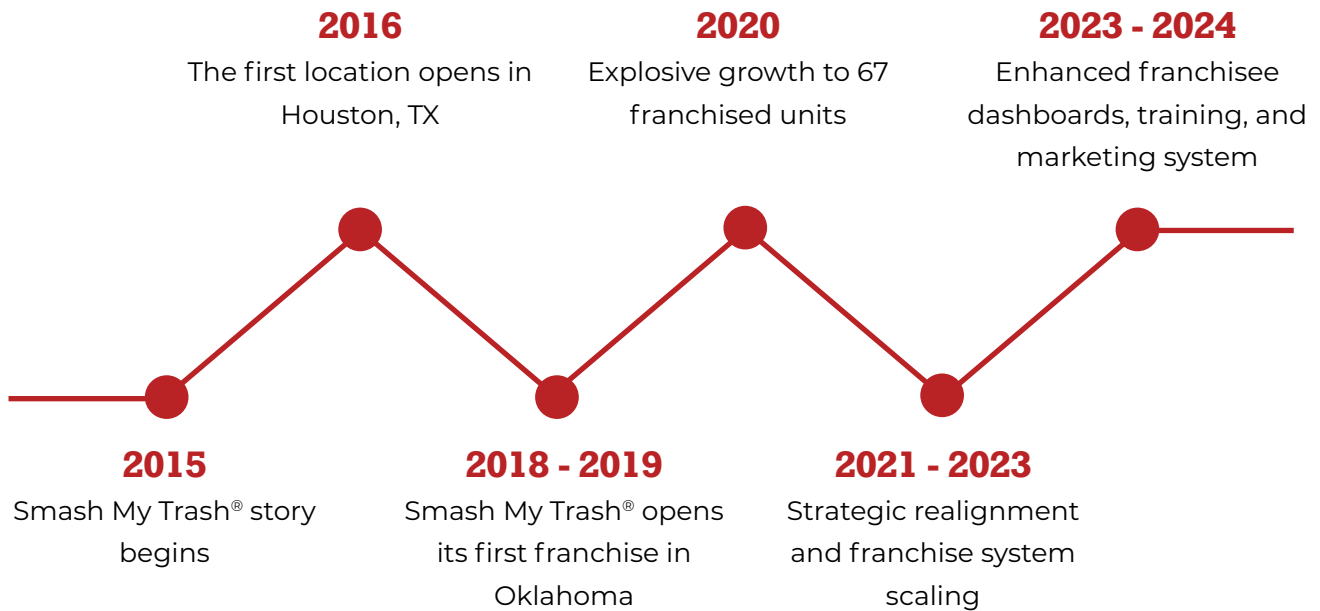 2015
Smash My Trash® story
begins
2016
The first location opens in
Houston, TX
2018 - 2019
Smash My Trash® opens
its first franchise in
Oklahoma
2020
Explosive growth to 67
franchised units
2021 - 2023
Strategic realignment
and franchise system
scaling
2023 - 2024
Enhanced franchisee
dashboards, training, and
marketing system